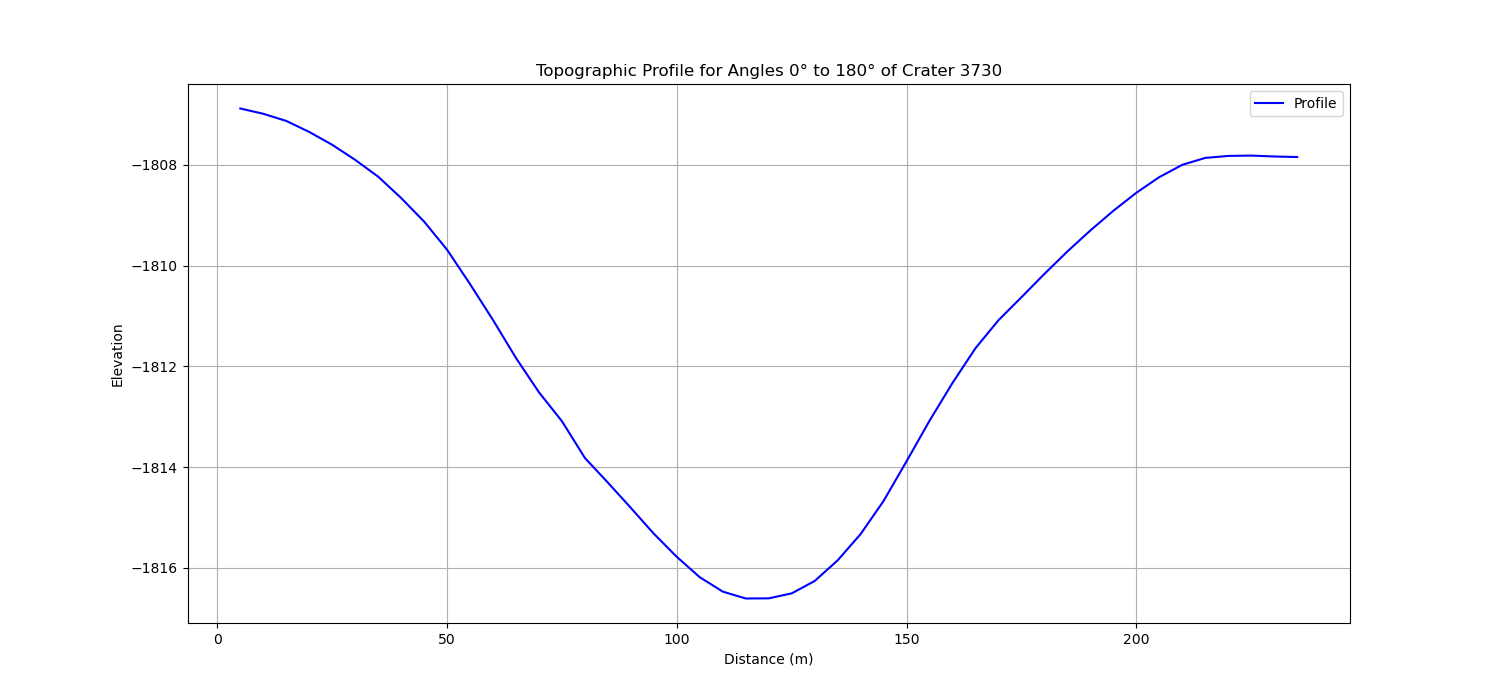 Topographic Profile for Angles 0° to 180° of Crater 3730
Profile
−1808
−1810
−1812
−1814
−1816
Elevation
0 50 100 150 200
Distance (m)